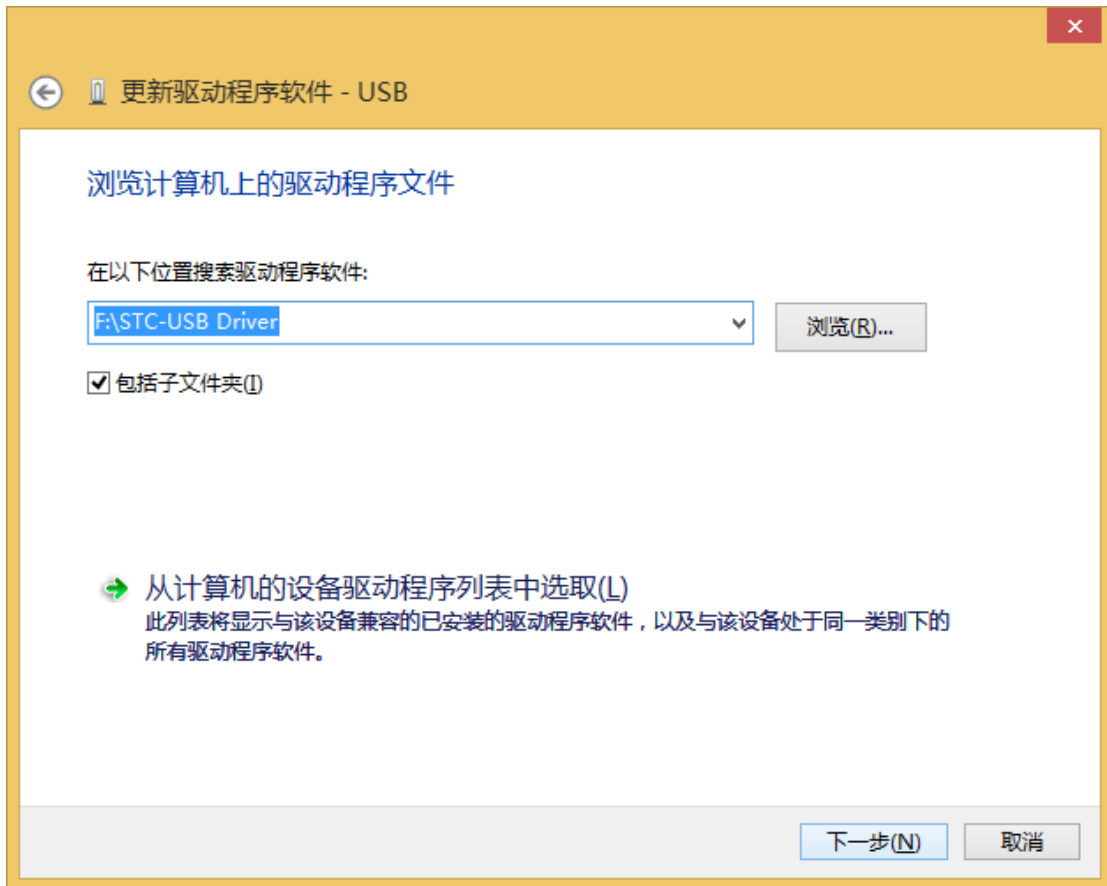 更新驱动程序软件 - USB
浏览计算机上的驱动程序文件
在以下位置搜索驱动程序软件:
F:\STC-USB Driver
浏览(R)...
包括子文件夹(I)
从计算机的设备驱动程序列表中选取(L)
此列表将显示与该设备兼容的已安装的驱动程序软件，以及与该设备处于同一类别下的
所有驱动程序软件。
下一步(N)
取消